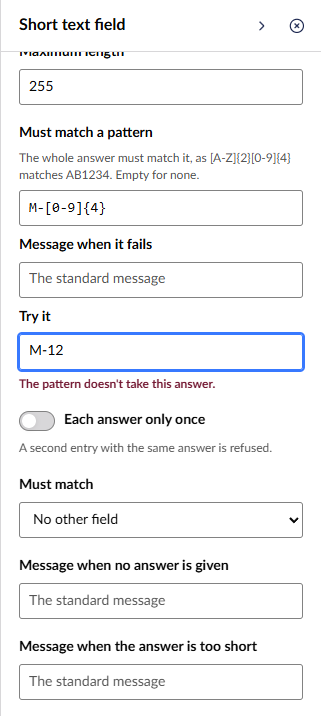 Short text field
Maximum length
255
Must match a pattern
The whole answer must match it, as [A-Z]{2}[0-9]{4}
matches AB1234. Empty for none.
M-[0-9]{4}
Message when it fails
The standard message
Try it
M-12
The pattern doesn't take this answer.
Each answer only once
A second entry with the same answer is refused.
Must match
No other field
Message when no answer is given
The standard message
Message when the answer is too short
The standard message